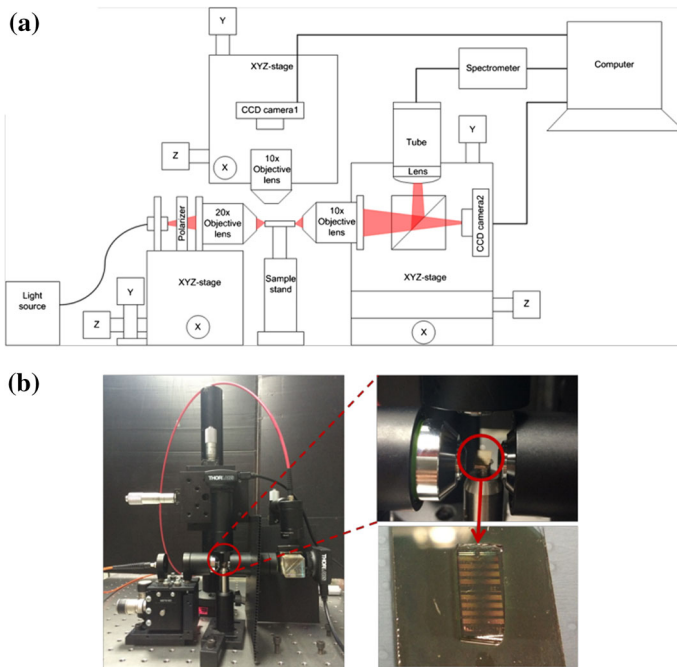 (a)
Y
XYZ-stage
CCD camera1
Z
X
10x
Objective
lens
Spectrometer
Computer
Tube
Lens
Y
Polarizer
20x
Objective
lens
10x
Objective
lens
CCD camera2
XYZ-stage
XYZ-stage
Sample
stand
Light
source
Y
Z
X
Z
X
(b)
THORLABS
THOR